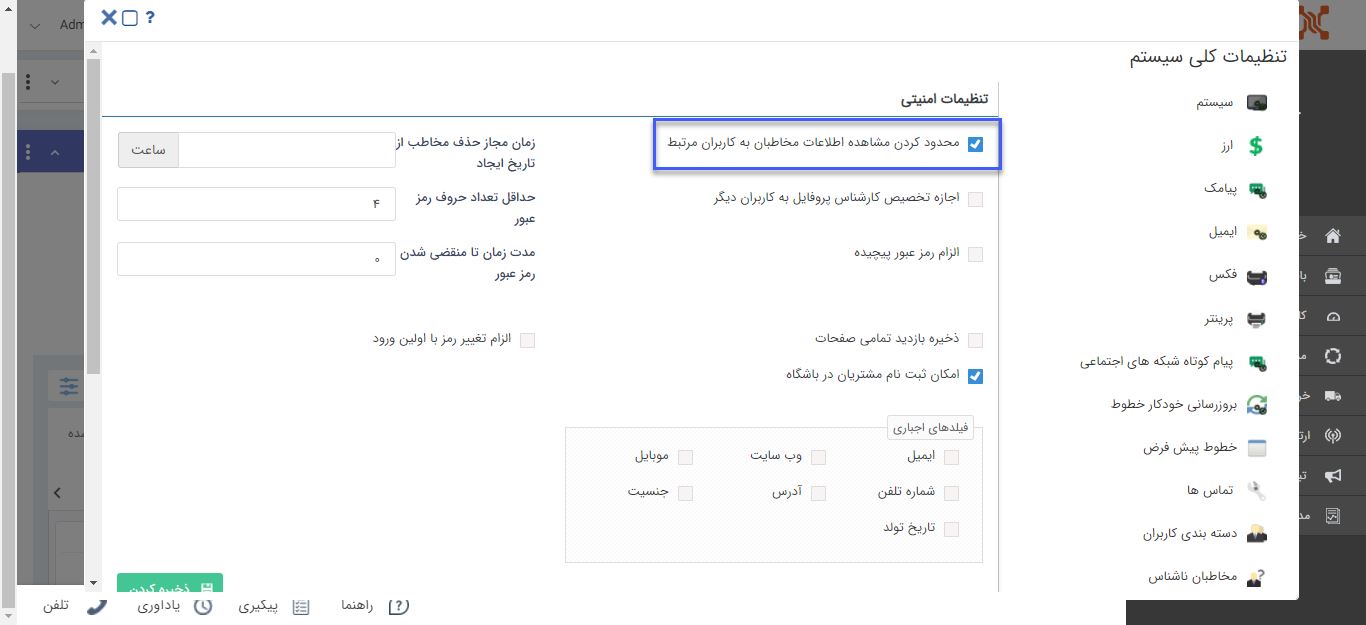 ?
Adm
تنظیمات کلی سیستم
سیستم
ارز
پیامک
ایمیل
فکس
پرینتر
پیام کوتاه شبکه های اجتماعی
بروزرسانی خودکار خطوط
خطوط پیش فرض
تماس ها
دسته بندی کاربران
مخاطبان ناشناس
تنظیمات امنیتی
محدود کردن مشاهده اطلاعات مخاطبان به کاربران مرتبط
زمان مجاز حذف مخاطب از
تاریخ ایجاد
ساعت
اجازه تخصیص کارشناس پروفایل به کاربران دیگر
حداقل تعداد حروف رمز
عبور
۴
الزام رمز عبور پیچیده
مدت زمان تا منقضی شدن
رمز عبور
۰
ذخیره بازدید تمامی صفحات
الزام تغییر رمز با اولین ورود
امکان ثبت نام مشتریان در باشگاه
فیلدهای اجباری
ایمیل
وب سایت
موبایل
شماره تلفن
آدرس
جنسیت
تاریخ تولد
ذخیره کردن
راهنما
پیگیری
یاداوری
تلفن